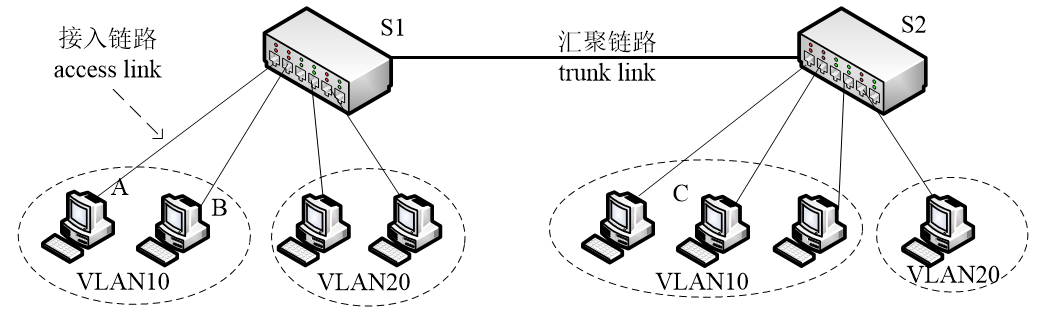 接入链路
access link
S1
汇聚链路
trunk link
S2
A
B
C
VLAN10
VLAN20
VLAN10
VLAN20